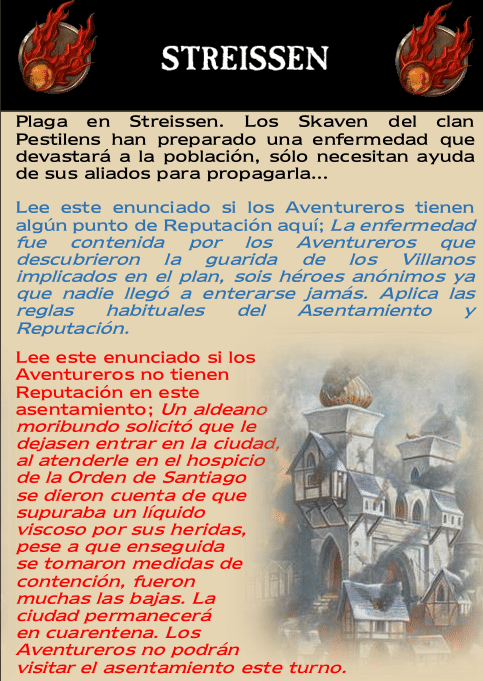 STREISSEN
Plaga en Streissen. Los Skaven del clan
Pestilens han preparado una enfermedad que
devastará a la población, sólo necesitan ayuda
de sus aliados para propagarla...
Lee este enunciado si los Aventureros tienen
algún punto de Reputación aquí; La enfermedad
fue contenida por los Aventureros que
descubrieron la guarida de los Villanos
implicados en el plan, sois héroes anónimos ya
que nadie llegó a enterarse jamás. Aplica las
reglas habituales del Asentamiento y
Reputación.
Lee este enunciado si los
Aventureros no tienen
Reputación en este
asentamiento; Un aldeano
moribundo solicitó que le
dejasen entrar en la ciudad,
al atenderle en el hospicio
de la Orden de Santiago
se dieron cuenta de que
supuraba un líquido
viscoso por sus heridas,
pese a que enseguida
se tomaron medidas de
contención, fueron
muchas las bajas. La
ciudad permanecerá
en cuarentena. Los
Aventureros no podrán
visitar el asentamiento este turno.